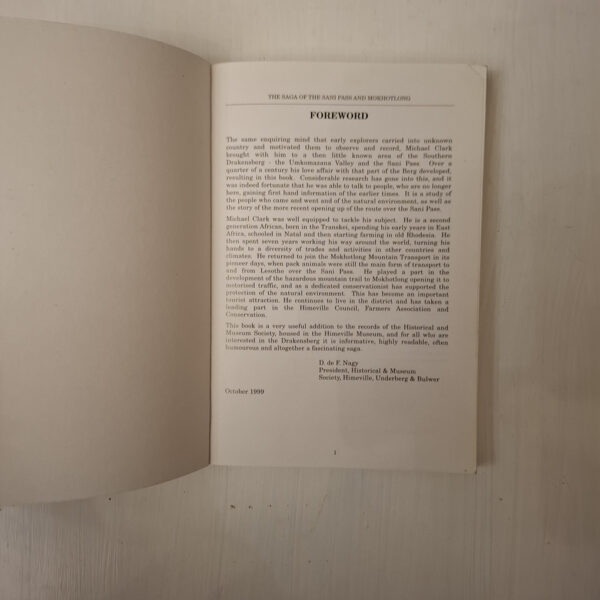 THE SAGA OF THE SANI PASS AND MOKHOTLONG
FOREWORD
The same enquiring mind that early explorers carried into unknown
country and motivated them to observe and record, Michael Clark
brought with him to a then little known area of the Southern
Drakensberg - the Umkomazana Valley and the Sani Pass. Over a
quarter of a century his love affair with that part of the Berg developed,
resulting in this book. Considerable research has gone into this, and it
was indeed fortunate that he was able to talk to people, who are no longer
here, gaining first hand information of the earlier times. It is a study of
the people who came and went and of the natural environment, as well as
the story of the more recent opening up of the route over the Sani Pass.
Michael Clark was well equipped to tackle his subject. He is a second
generation African, born in the Transkei, spending his early years in East
Africa, schooled in Natal and then starting farming in old Rhodesia. He
then spent seven years working his way around the world, turning his
hands to a diversity of trades and activities in other countries and
climates. He returned to join the Mokhotlong Mountain Transport in its
pioneer days, when pack animals were still the main form of transport to
and from Lesotho over the Sani Pass. He played a part in the
development of the hazardous mountain trail to Mokhotlong opening it to
motorised traffic, and as a dedicated conservationist has supported the
protection of the natural environment. This has become an important
tourist attraction. He continues to live in the district and has taken a
leading part in the Himeville Council, Farmers Association and
Conservation.
This book is a very useful addition to the records of the Historical and
Museum Society, housed in the Himeville Museum, and for all who are
interested in the Drakensberg it is informative, highly readable, often
humourous and altogether a fascinating saga.
D. de F. Nagy
President, Historical & Museum
Society, Himeville, Underberg & Bulwer
October 1999
1